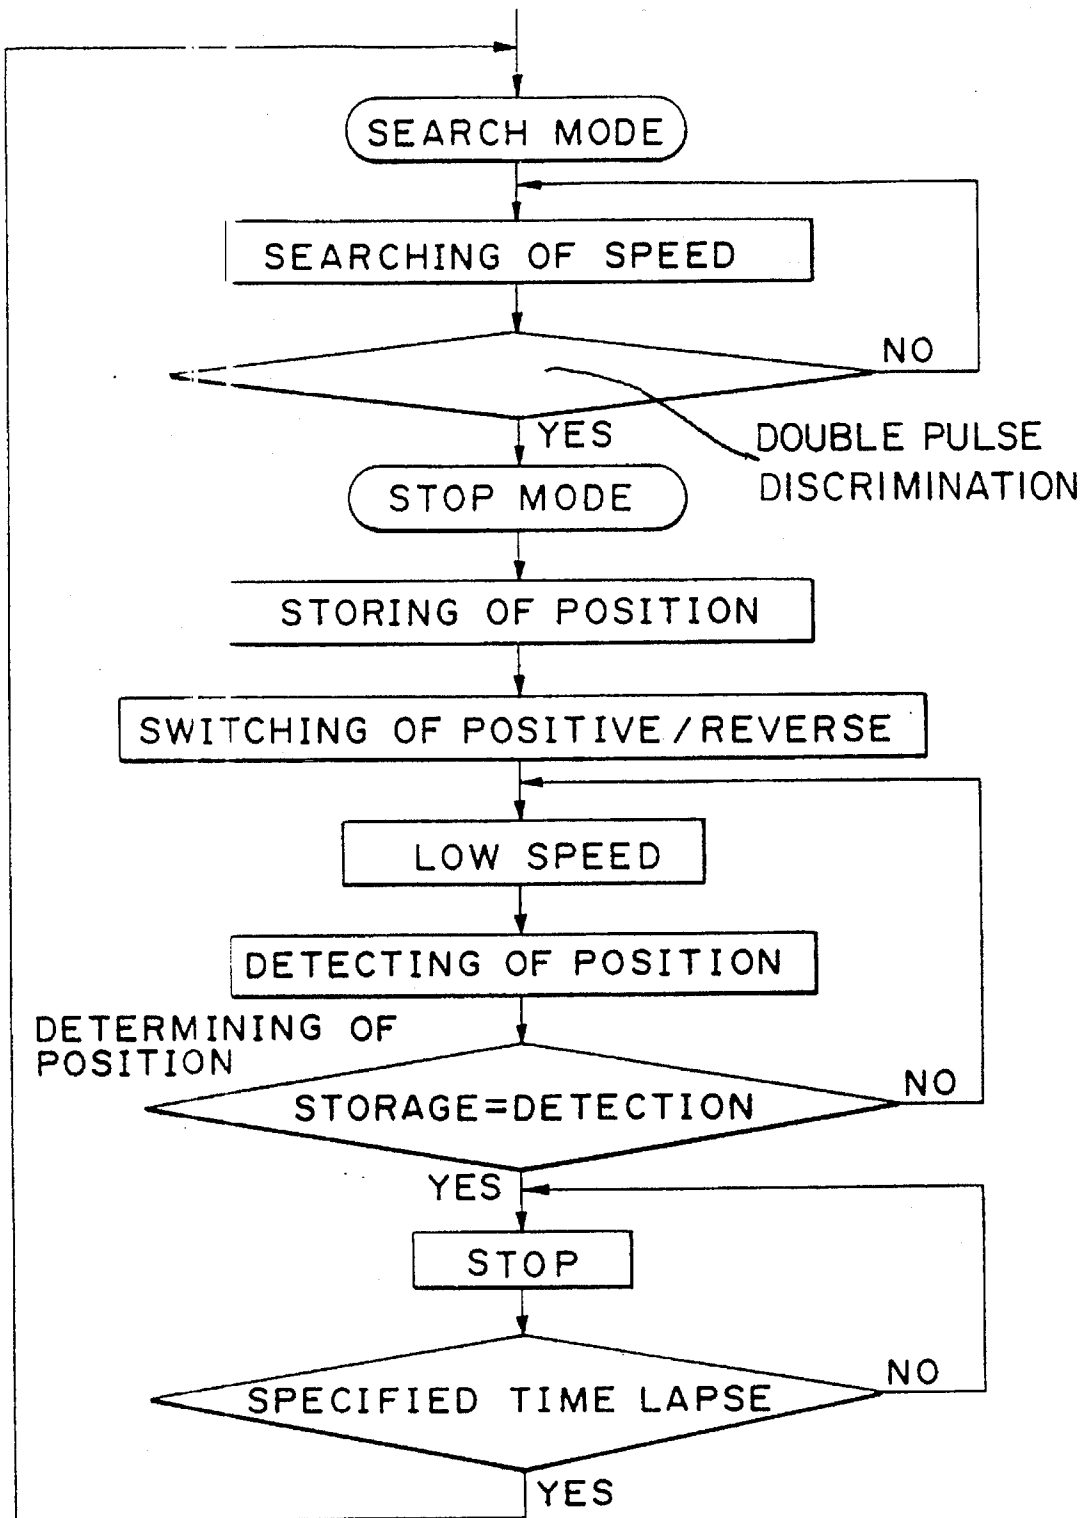 SEARCH MODE
SEARCHING OF SPEED
NO
YES
DOUBLE PULSE
DISCRIMINATION
STOP MODE
STORING OF POSITION
SWITCHING OF POSITIVE/REVERSE
LOW SPEED
DETECTING OF POSITION
DETERMINING OF
POSITION
NO
STORAGE=DETECTION
YES
STOP
NO
SPECIFIED TIME LAPSE
YES